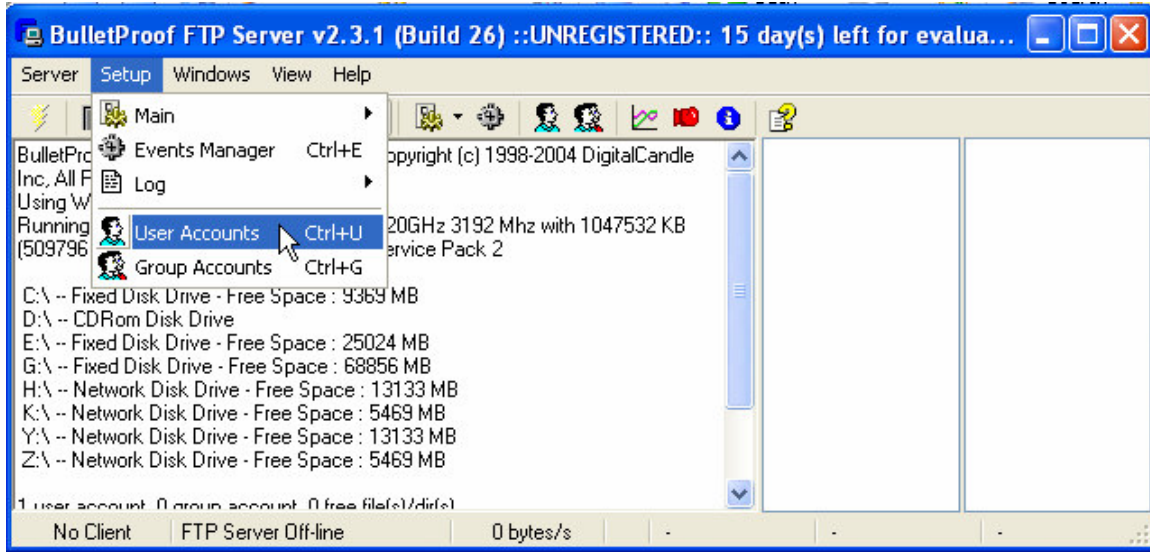 BulletProof FTP Server v2.3.1 (Build 26) ::UNREGISTERED:: 15 day(s) left for evalua...
Server Setup Windows View Help
Main
Events Manager Ctrl+E
Log
User Accounts Ctrl+U
Group Accounts Ctrl+G
(c) 1998-2004 DigitalCandle
Inc, All
Using
Running 20GHz 3192 Mhz with 1047532 KB
(509796 ervice Pack 2
C:\ -- Fixed Disk Drive - Free Space : 9369 MB
D:\ -- CDRom Disk Drive
E:\ -- Fixed Disk Drive - Free Space : 25024 MB
G:\ -- Fixed Disk Drive - Free Space : 68856 MB
H:\ -- Network Disk Drive - Free Space : 13133 MB
K:\ -- Network Disk Drive - Free Space : 5469 MB
Y:\ -- Network Disk Drive - Free Space : 13133 MB
Z:\ -- Network Disk Drive - Free Space : 5469 MB
1 user account, 0 group account, 0 free file(s)/dir(s)
No Client FTP Server Off-line 0 bytes/s - - -